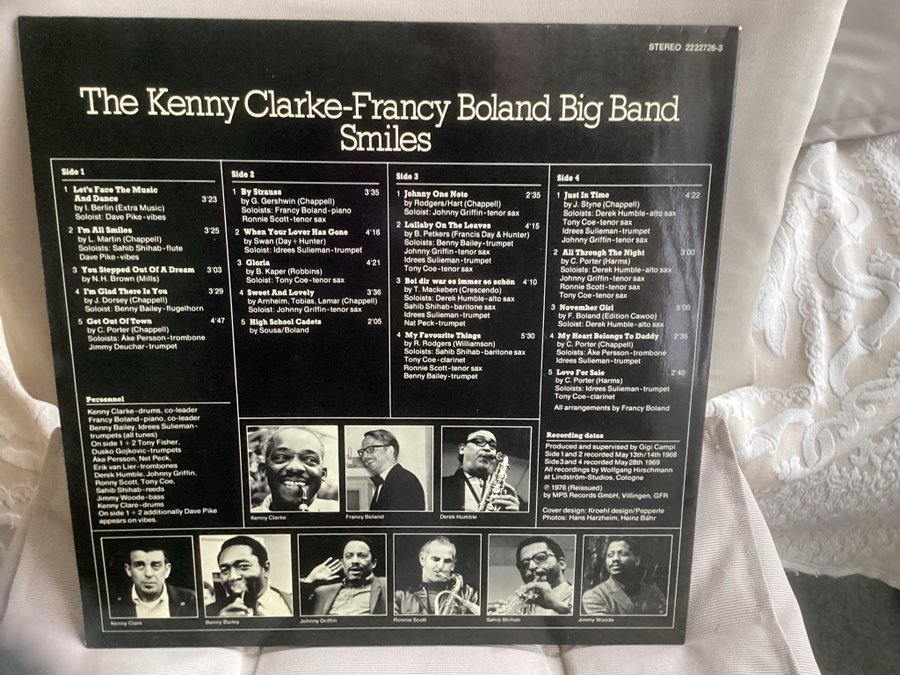 STEREO 2222726-3
The Kenny Clarke-Francy Boland Big Band
Smiles
Side 1
1 Let's Face The Music
And Dance 3'23
by I. Berlin (Extra Music)
Soloist: Dave Pike-vibes
2 I'm All Smiles 3'25
by L. Martin (Chappell)
Soloists: Sahib Shihab-flute
Dave Pike-vibes
3 You Stepped Out Of A Dream 3'03
by N.H. Brown (Mills)
4 I'm Glad There Is You 3'29
by J. Dorsey (Chappell)
Soloist: Benny Bailey-flugelhorn
5 Get Out Of Town 4'47
by C. Porter (Chappell)
Soloists: Åke Persson-trombone
Jimmy Deuchar-trumpet
Personnel
Kenny Clarke-drums, co-leader
Francy Boland-piano, co-leader
Benny Bailey, Idrees Sulieman-
trumpets (all tunes)
On side 1 + 2 Tony Fisher,
Dusko Gojkovic-trumpets
Åke Persson, Nat Peck,
Erik van Lier-trombones
Derek Humble, Johnny Griffin,
Ronny Scott, Tony Coe,
Sahib Shihab-reeds
Jimmy Woode-bass
Kenny Clare-drums
On side 1 + 2 additionally Dave Pike
appears on vibes.
Side 2
1 By Strauss 3'35
by G. Gershwin (Chappell)
Soloists: Francy Boland-piano
Ronnie Scott-tenor sax
2 When Your Lover Has Gone 4'16
by Swan (Day + Hunter)
Soloist: Idrees Sulieman-trumpet
3 Gloria 4'21
by B. Kaper (Robbins)
Soloist: Tony Coe-tenor sax
4 Sweet And Lovely 3'36
by Arnheim, Tobias, Lemar (Chappell)
Soloist: Johnny Griffin-tenor sax
5 High School Cadets 2'05
by Sousa/Boland
Side 3
1 Johnny One Note 2'35
by Rodgers/Hart (Chappell)
Soloist: Johnny Griffin-tenor sax
2 Lullaby On The Leaves 4'15
by B. Petkers (Francis Day & Hunter)
Soloists: Benny Bailey-trumpet
Johnny Griffin-tenor sax
Idrees Sulieman-trumpet
Tony Coe-tenor sax
3 Bei dir war es immer so schön 4'10
by T. Mackeben (Crescendo)
Soloists: Derek Humble-alto sax
Sahib Shihab-baritone sax
Idrees Sulieman-trumpet
Nat Peck-trumpet
4 My Favourite Things 5'30
by R. Rodgers (Williamson)
Soloists: Sahib Shihab-baritone sax
Tony Coe-clarinet
Ronnie Scott-tenor sax
Benny Bailey-trumpet
Side 4
1 Just In Time 4'22
by J. Styne (Chappell)
Soloists: Derek Humble-alto sax
Tony Coe-tenor sax
Idrees Sulieman-trumpet
Johnny Griffin-tenor sax
2 All Through The Night 3'00
by C. Porter (Harms)
Soloists: Derek Humble-alto sax
Johnny Griffin-tenor sax
Ronnie Scott-tenor sax
Tony Coe-tenor sax
3 November Girl 5'00
by F. Boland (Edition Cawoo)
Soloist: Derek Humble-alto sax
4 My Heart Belongs To Daddy 2'35
by C. Porter (Chappell)
Soloists: Åke Persson-trombone
Idrees Sulieman-trumpet
5 Love For Sale 2'40
by C. Porter (Harms)
Soloists: Idrees Sulieman-trumpet
Tony Coe-clarinet
All arrangements by Francy Boland
Recording datas
Produced and supervised by Gigi Campi
Side 1 and 2 recorded May 13th/14th 1968
Side 3 and 4 recorded May 28th 1969
All recordings by Wolfgang Hirschmann
at Lindström-Studios, Cologne
℗ 1976 (Reissued)
by MPS Records GmbH, Villingen, GFR
Cover design: Kroehl design/Pepperle
Photos: Hans Harzheim, Heinz Bähr
Kenny Clarke
Francy Boland
Derek Humble
Kenny Clare
Benny Bailey
Johnny Griffin
Ronnie Scott
Sahib Shihab
Jimmy Woode